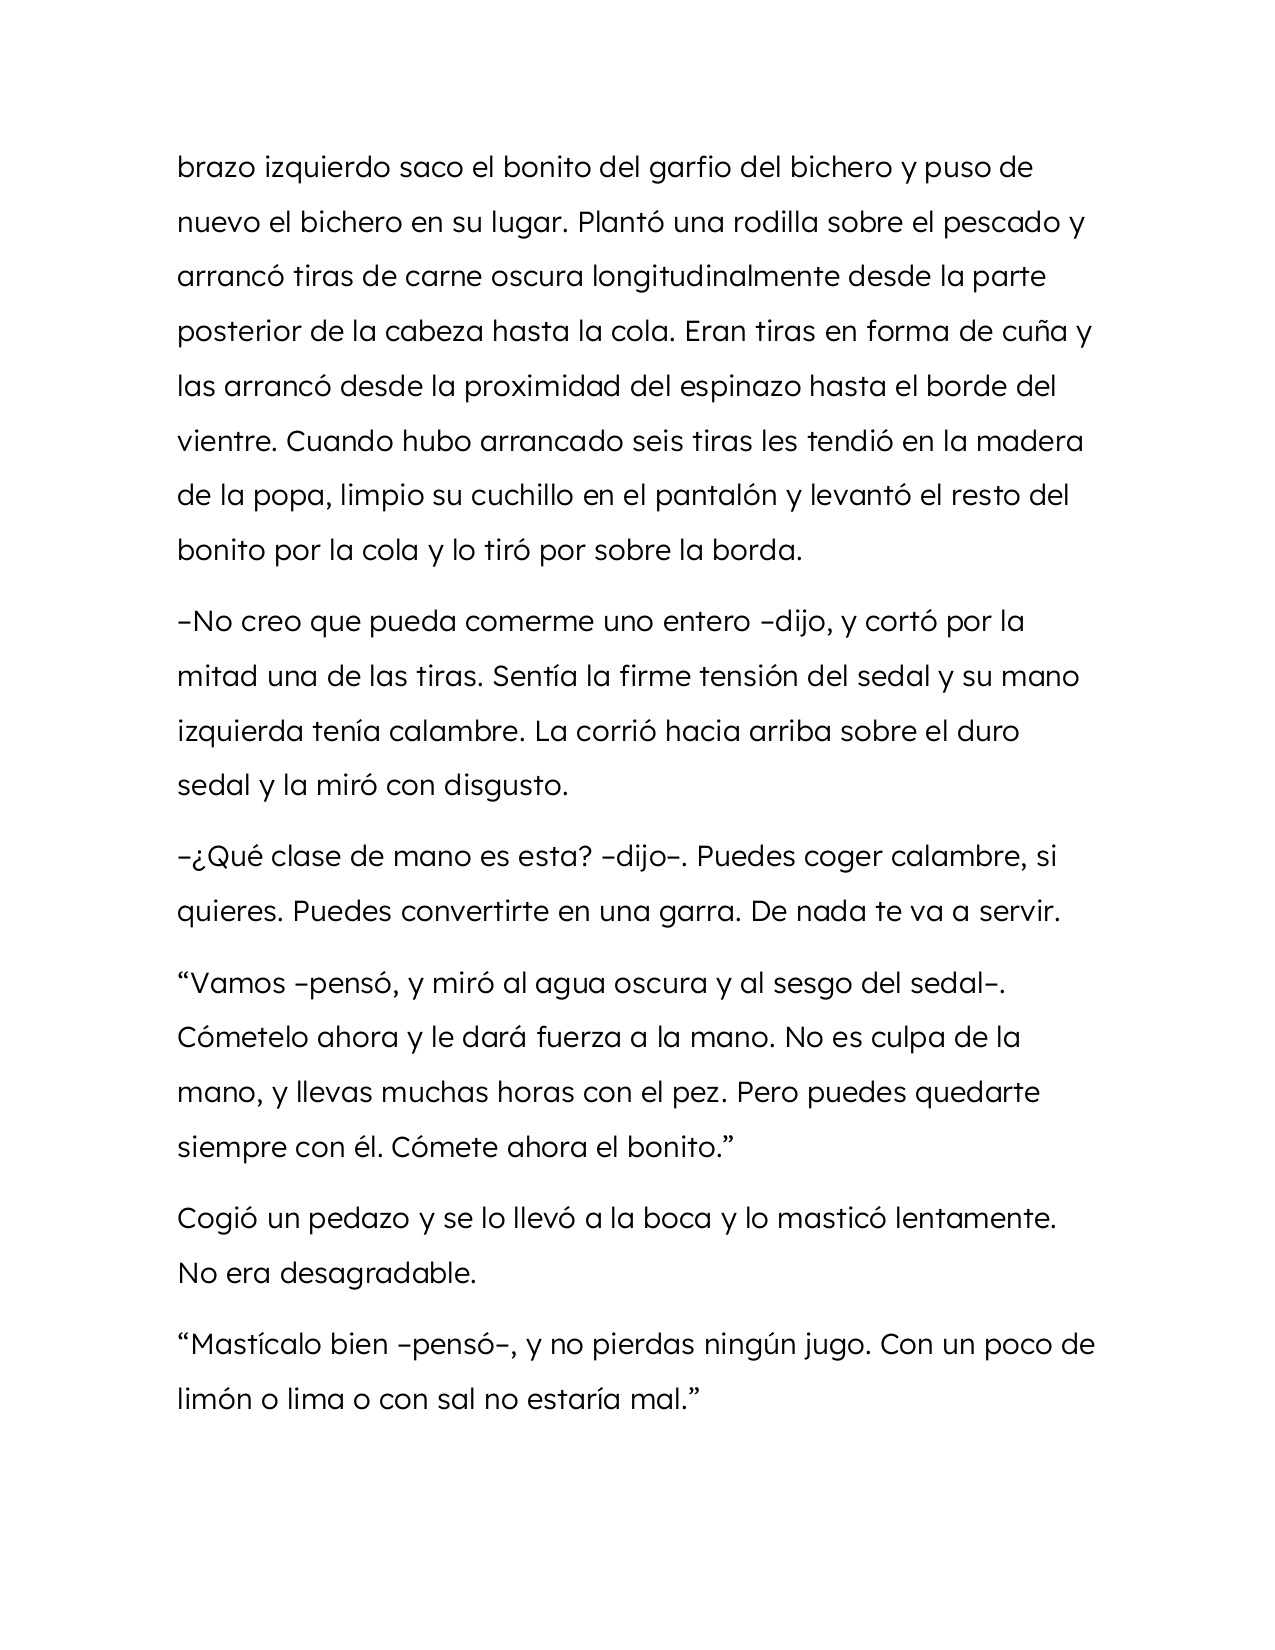 brazo izquierdo saco el bonito del garfio del bichero y puso de
nuevo el bichero en su lugar. Plantó una rodilla sobre el pescado y
arrancó tiras de carne oscura longitudinalmente desde la parte
posterior de la cabeza hasta la cola. Eran tiras en forma de cuña y
las arrancó desde la proximidad del espinazo hasta el borde del
vientre. Cuando hubo arrancado seis tiras les tendió en la madera
de la popa, limpio su cuchillo en el pantalón y levantó el resto del
bonito por la cola y lo tiró por sobre la borda.
–No creo que pueda comerme uno entero –dijo, y cortó por la
mitad una de las tiras. Sentía la firme tensión del sedal y su mano
izquierda tenía calambre. La corrió hacia arriba sobre el duro
sedal y la miró con disgusto.
–¿Qué clase de mano es esta? –dijo–. Puedes coger calambre, si
quieres. Puedes convertirte en una garra. De nada te va a servir.
“Vamos –pensó, y miró al agua oscura y al sesgo del sedal–.
Cómetelo ahora y le dará fuerza a la mano. No es culpa de la
mano, y llevas muchas horas con el pez. Pero puedes quedarte
siempre con él. Cómete ahora el bonito.”
Cogió un pedazo y se lo llevó a la boca y lo masticó lentamente.
No era desagradable.
“Mastícalo bien –pensó–, y no pierdas ningún jugo. Con un poco de
limón o lima o con sal no estaría mal.”